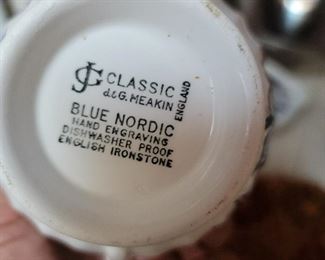 JG CLASSIC
J.&G. MEAKIN
ENGLAND
BLUE NORDIC
HAND ENGRAVING
DISHWASHER PROOF
ENGLISH IRONSTONE